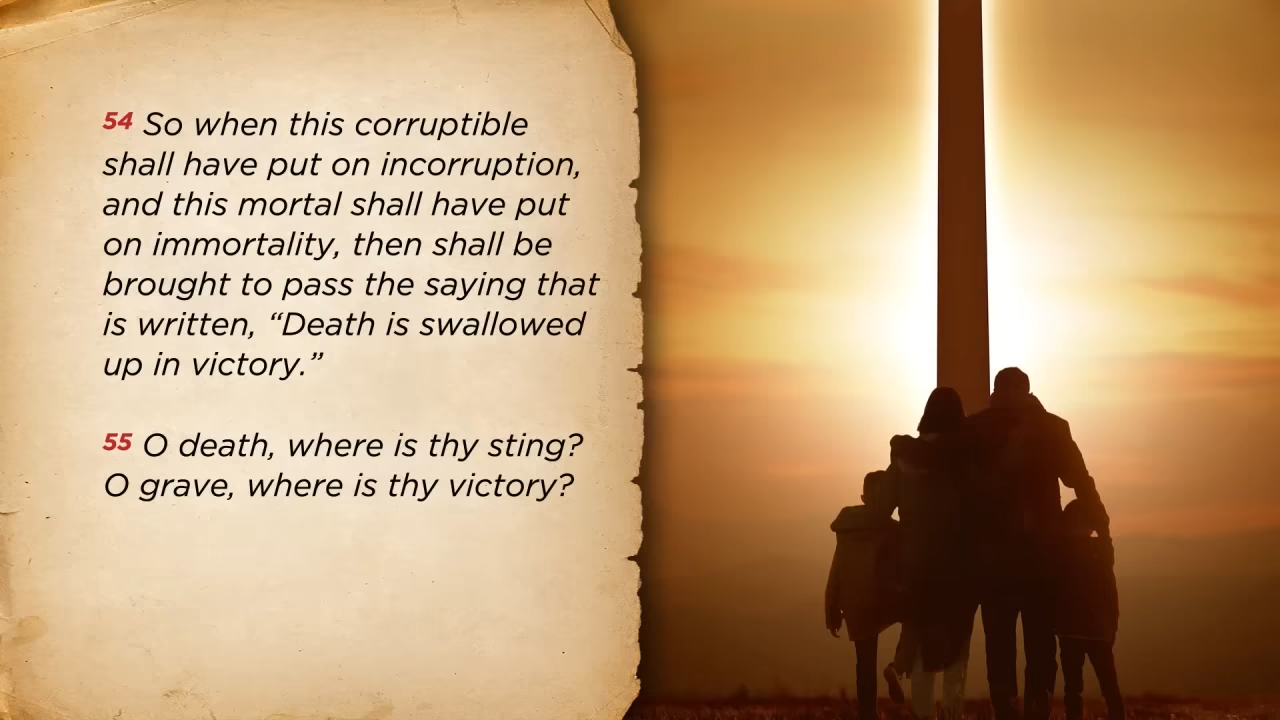 54 So when this corruptible
shall have put on incorruption,
and this mortal shall have put
on immortality, then shall be
brought to pass the saying that
is written, “Death is swallowed
up in victory.”
55 O death, where is thy sting?
O grave, where is thy victory?